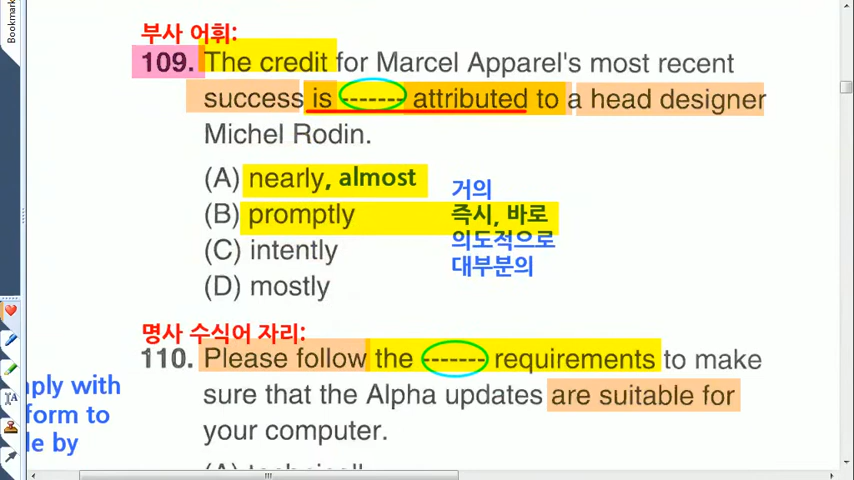 Bookmark
부사 어휘:
109. The credit for Marcel Apparel's most recent
success is ------- attributed to a head designer
Michel Rodin.
(A) nearly, almost 거의
(B) promptly 즉시, 바로
(C) intently 의도적으로
(D) mostly 대부분의
명사 수식어 자리:
110. Please follow the ------- requirements to make
sure that the Alpha updates are suitable for
your computer.
mply with
form to
le by